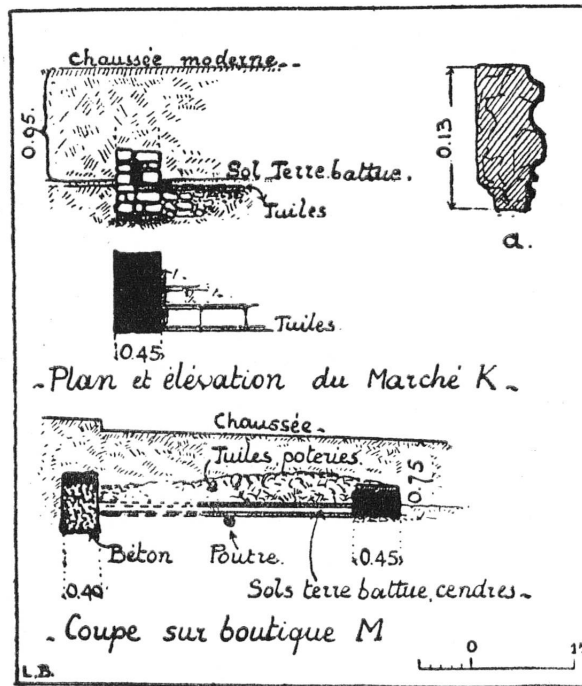 Chaussée moderne.
0.95.
0.13
Sol Terre battue.
Tuiles
a.
Tuiles
0.45
Plan et élévation du Marché K
Chaussée
Tuiles poteries
0.75
Béton
Poutre
0.45
0.40
Sols terre battue, cendres
Coupe sur boutique M
L.B.
0